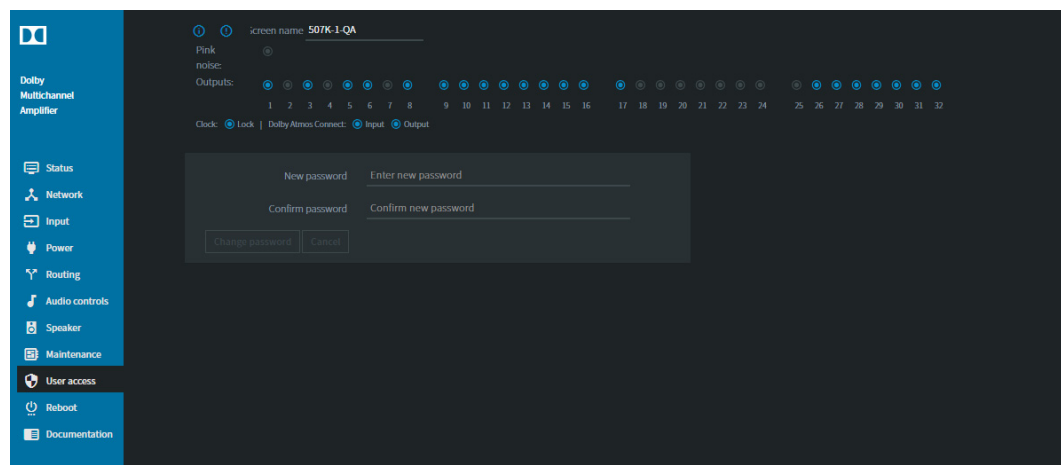 Dolby
Multichannel
Amplifier
Status
Network
Input
Power
Routing
Audio controls
Speaker
Maintenance
User access
Reboot
Documentation
Screen name 507K-1-QA
Pink
noise:
Outputs:
1 2 3 4 5 6 7 8 9 10 11 12 13 14 15 16 17 18 19 20 21 22 23 24 25 26 27 28 29 30 31 32
Clock: Lock | Dolby Atmos Connect: Input Output
New password Enter new password
Confirm password Confirm new password
Change password Cancel